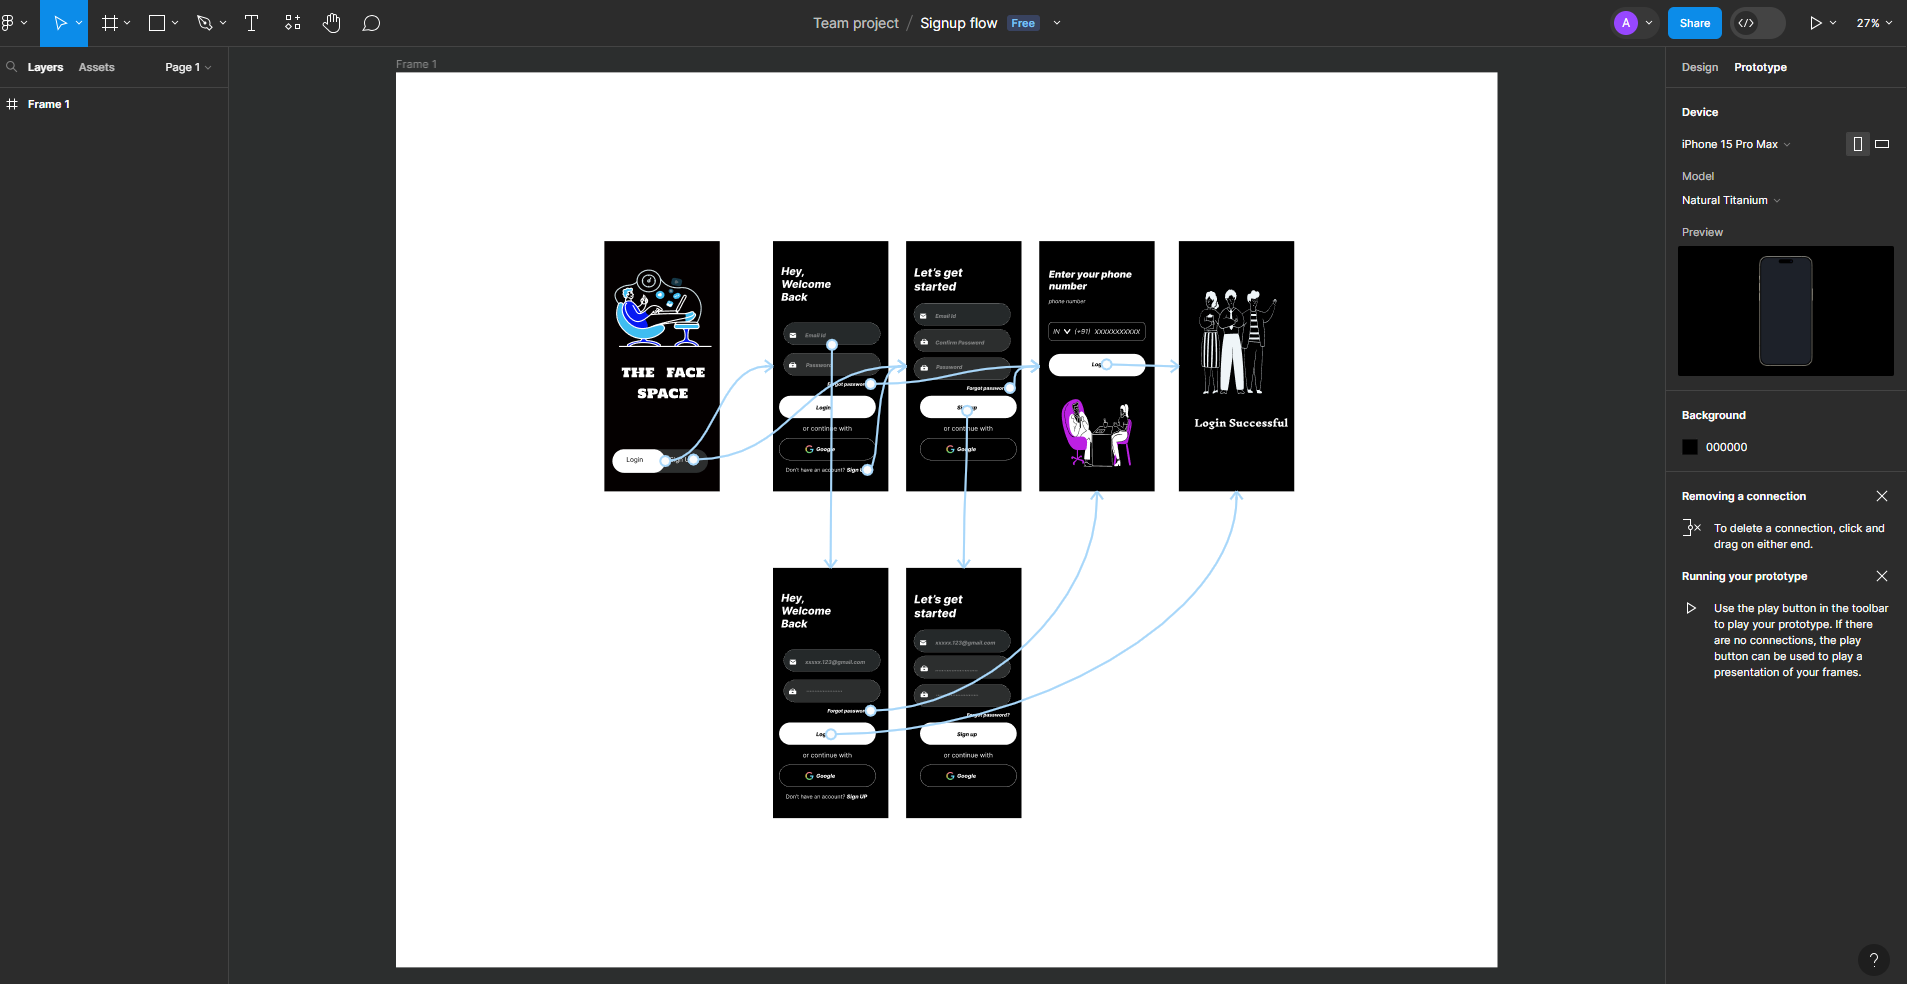 Team project / Signup flow Free
A
Share
27%
Layers
Assets
Page 1
Frame 1
Frame 1
THE FACE
SPACE
Login
Hey,
Welcome
Back
Email Id
Password
Login
or continue with
Google
Don't have an account? Sign
Let's get
started
Email Id
Confirm Password
Password
Forgot password
or continue with
Google
Enter your phone
number
phone number
IN (+91) XXXXXXXXXXX
Log
Login Successful
Hey,
Welcome
Back
xxxxx.123@gmail.com
Forgot password
Log
or continue with
Google
Don't have an account? Sign UP
Let's get
started
xxxxx.123@gmail.com
Forgot password?
Sign up
or continue with
Google
Design
Prototype
Device
iPhone 15 Pro Max
Model
Natural Titanium
Preview
Background
000000
Removing a connection
To delete a connection, click and
drag on either end.
Running your prototype
Use the play button in the toolbar
to play your prototype. If there
are no connections, the play
button can be used to play a
presentation of your frames.
?